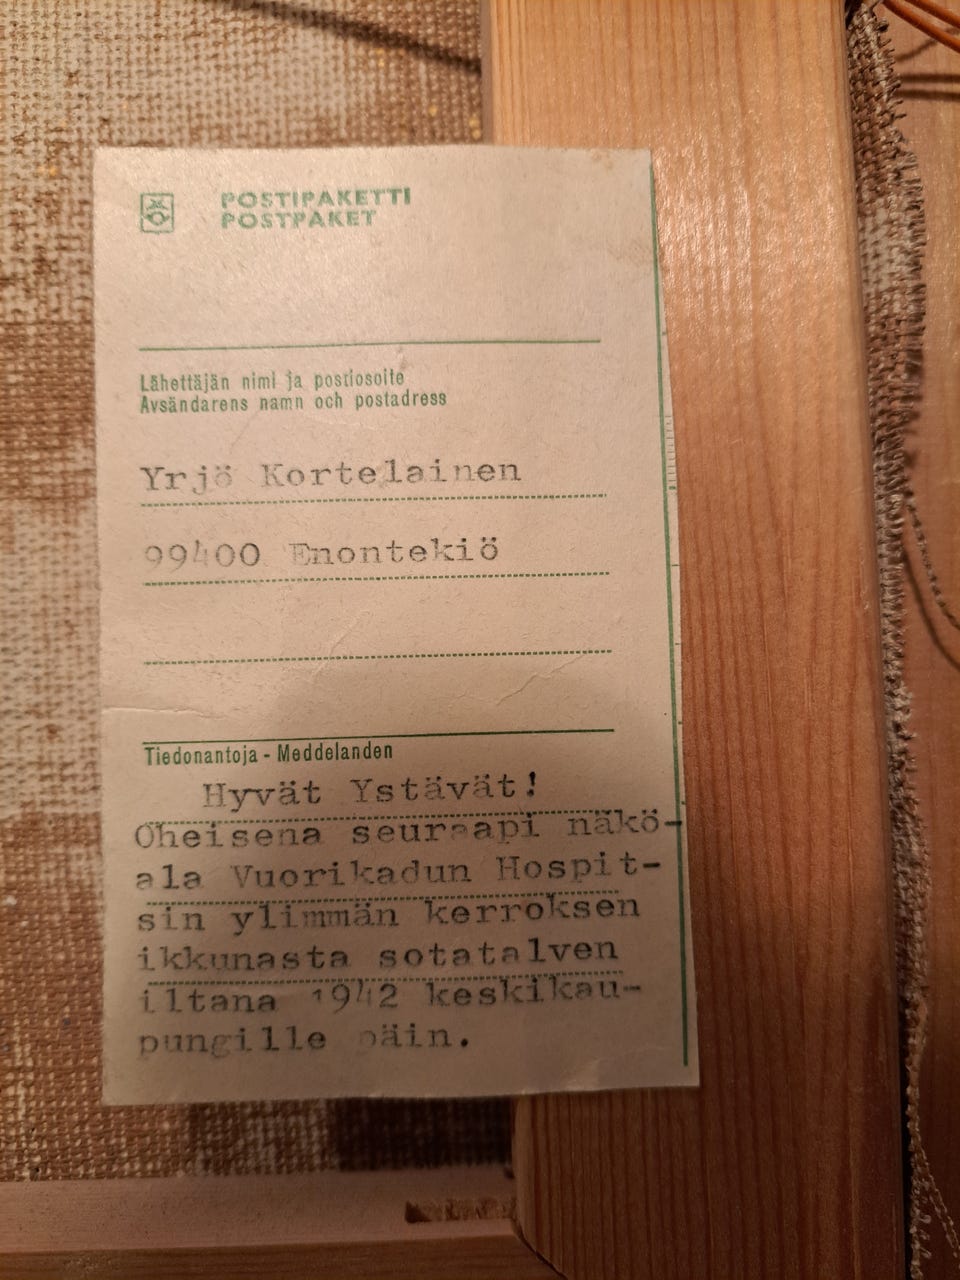 POSTIPAKETTI
POSTPAKET
Lähettäjän nimi ja postiosoite
Avsändarens namn och postadress
Yrjö Kortelainen
99400 Enontekiö
Tiedonantoja - Meddelanden
Hyvät Ystävät!
Oheisena seuraapi näkö-
ala Vuorikadun Hospit-
sin ylimmän kerroksen
ikkunasta sotatalven
iltana 1942 keskikau-
pungille päin.